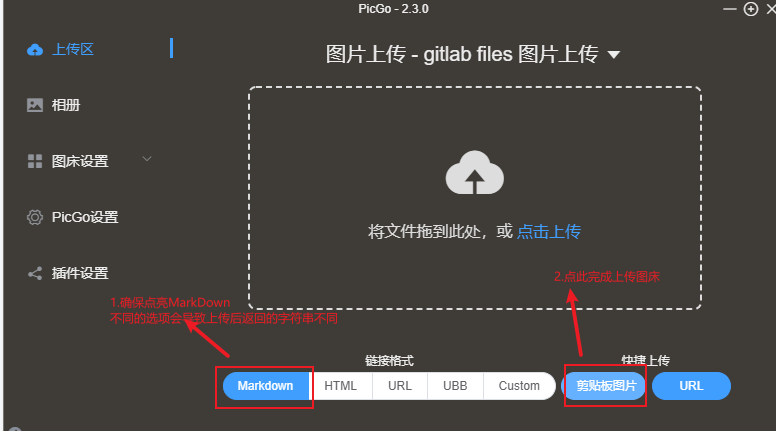 PicGo - 2.3.0
上传区
图片上传 - gitlab files 图片上传
相册
图床设置
PicGo设置
将文件拖到此处，或 点击上传
插件设置
2.点此完成上传图床
1.确保点亮MarkDown
不同的选项会导致上传后返回的字符串不同
链接格式
快捷上传
Markdown HTML URL UBB Custom 剪贴板图片 URL